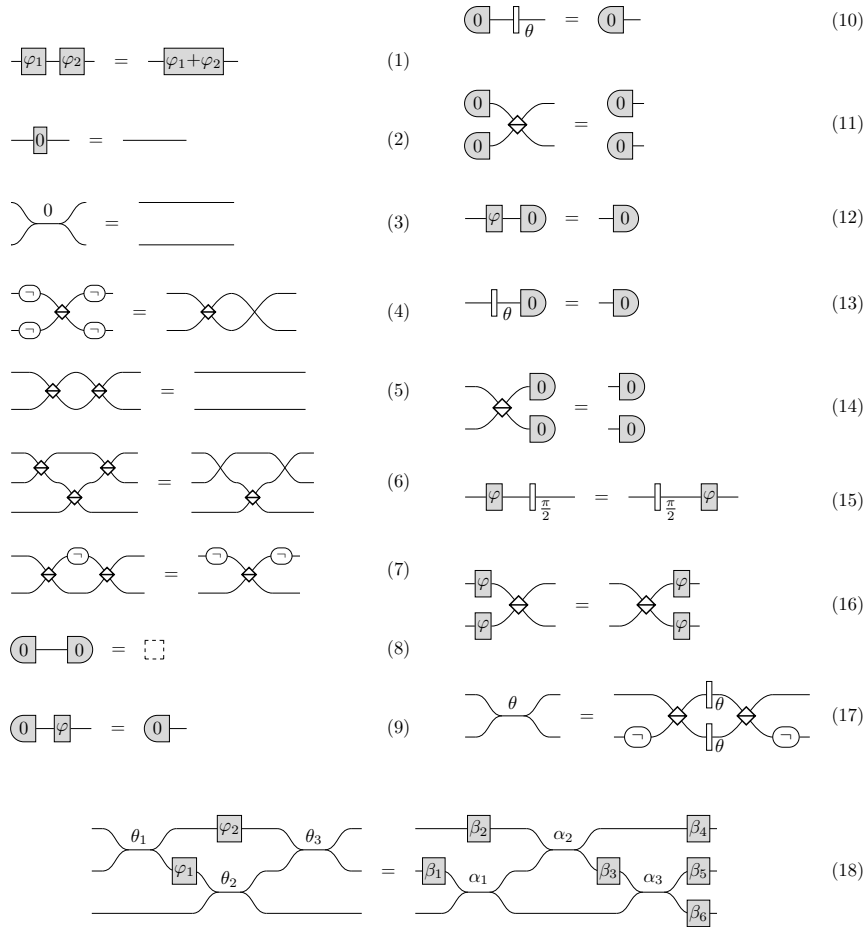 φ1 φ2 = φ1+φ2 (1)
0 = (2)
0 = (3)
¬ ¬ ¬ ¬ = (4)
= (5)
= (6)
¬ = ¬ ¬ (7)
0 0 = (8)
0 φ = 0 (9)
0 θ = 0 (10)
0 0 = 0 0 (11)
φ 0 = 0 (12)
θ 0 = 0 (13)
0 0 = 0 0 (14)
φ π/2 = π/2 φ (15)
φ φ = φ φ (16)
θ = ¬ θ θ ¬ (17)
θ1 φ2 θ3 φ1 θ2 = β2 α2 β4 β1 α1 β3 α3 β5 β6 (18)